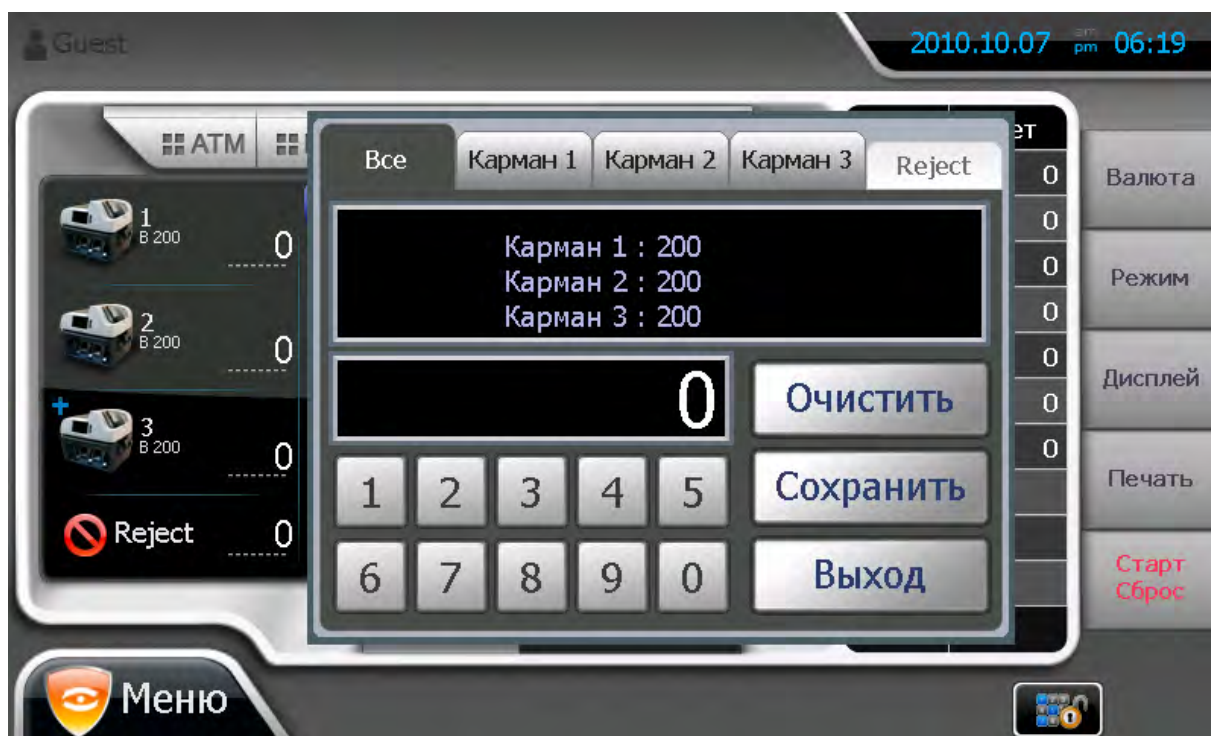 Guest
2010.10.07 am pm 06:19
ATM
Все Карман 1 Карман 2 Карман 3 Reject
Карман 1 : 200
Карман 2 : 200
Карман 3 : 200
0
Очистить
1 2 3 4 5
Сохранить
6 7 8 9 0
Выход
1
B 200
0
2
B 200
0
3
B 200
0
Reject 0
0
0
0
0
0
0
0
Валюта
Режим
Дисплей
Печать
Старт
Сброс
Меню